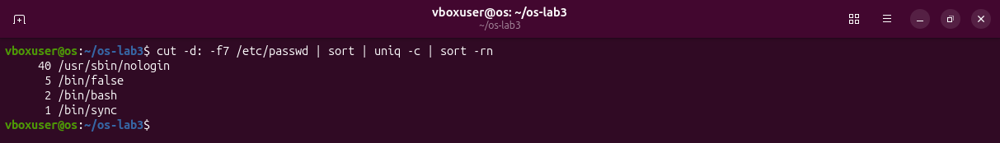 vboxuser@os: ~/os-lab3
~/os-lab3
vboxuser@os:~/os-lab3$ cut -d: -f7 /etc/passwd | sort | uniq -c | sort -rn
     40 /usr/sbin/nologin
      5 /bin/false
      2 /bin/bash
      1 /bin/sync
vboxuser@os:~/os-lab3$